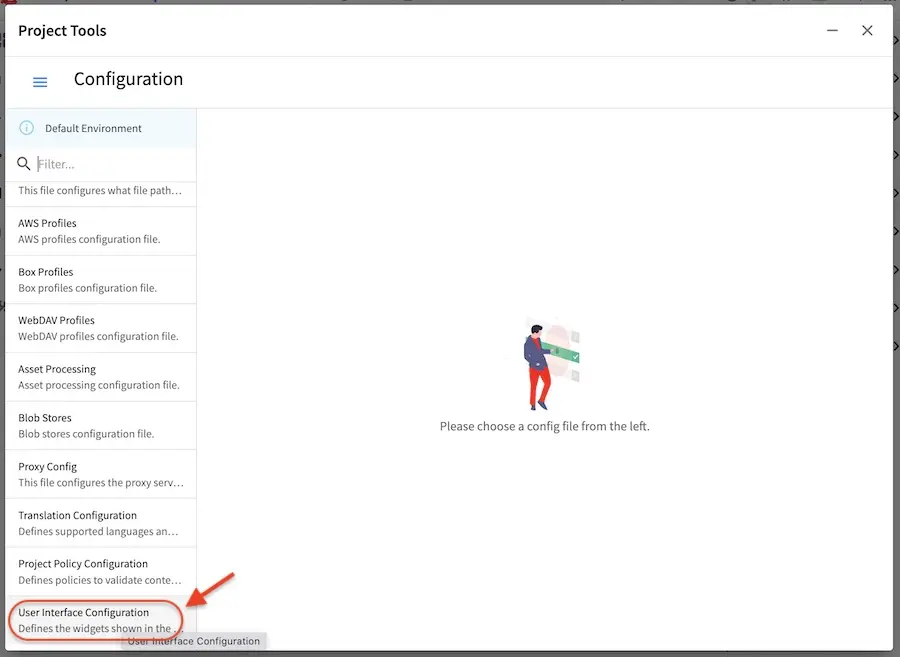 Project Tools
Configuration
Default Environment
Filter...
This file configures what file path…
AWS Profiles
AWS profiles configuration file.
Box Profiles
Box profiles configuration file.
WebDAV Profiles
WebDAV profiles configuration file.
Asset Processing
Asset processing configuration file.
Blob Stores
Blob stores configuration file.
Proxy Config
This file configures the proxy serv…
Translation Configuration
Defines supported languages an…
Project Policy Configuration
Defines policies to validate conte…
User Interface Configuration
Defines the widgets shown in the …
User Interface Configuration
Please choose a config file from the left.